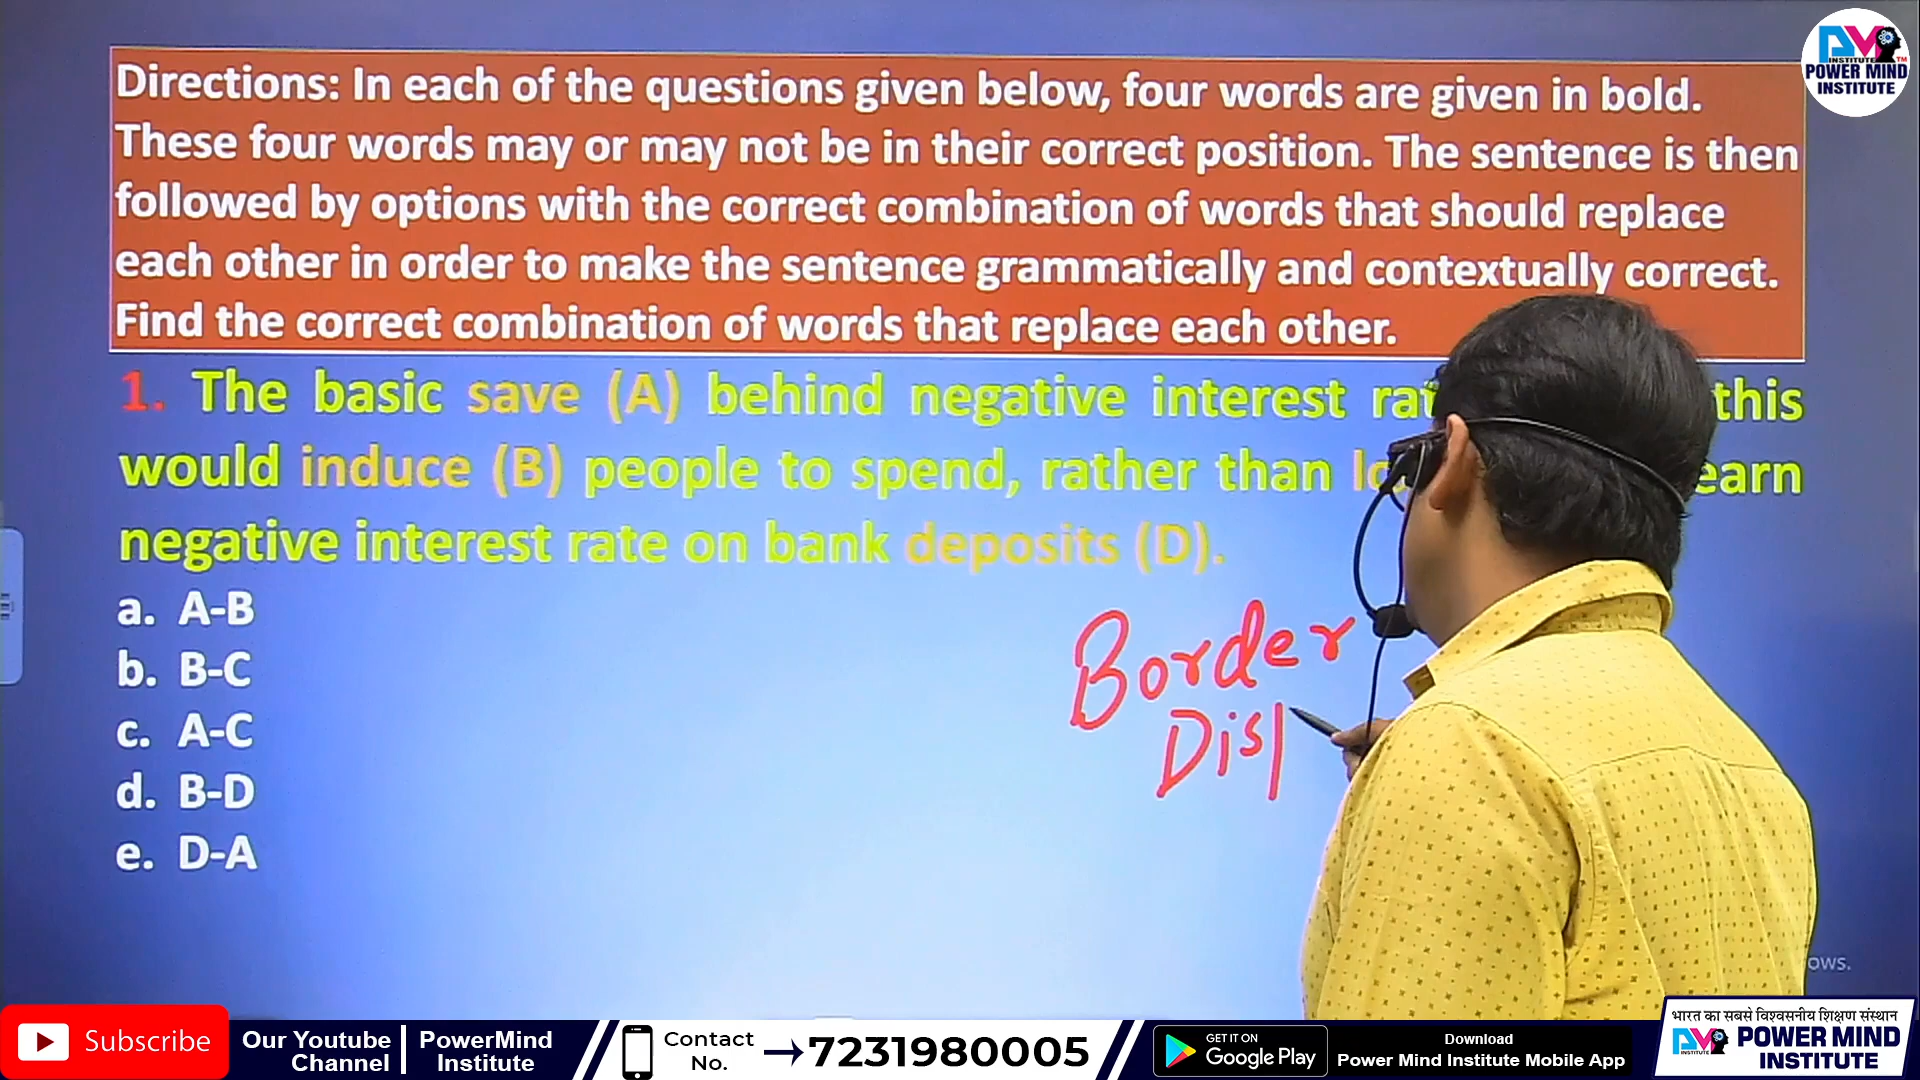 Directions: In each of the questions given below, four words are given in bold.
These four words may or may not be in their correct position. The sentence is then
followed by options with the correct combination of words that should replace
each other in order to make the sentence grammatically and contextually correct.
Find the correct combination of words that replace each other.
1. The basic save (A) behind negative interest this
would induce (B) people to spend, rather than earn
negative interest rate on bank deposits (D).
a. A-B
b. B-C
c. A-C
d. B-D
e. D-A
Border
Dis
PM
INSTITUTE TM
POWER MIND
INSTITUTE
Subscribe
Our Youtube Channel
PowerMind Institute
Contact No.
7231980005
GET IT ON
Google Play
Download
Power Mind Institute Mobile App
भारत का सबसे विश्वसनीय शिक्षण संस्थान
PM
INSTITUTE
POWER MIND
INSTITUTE